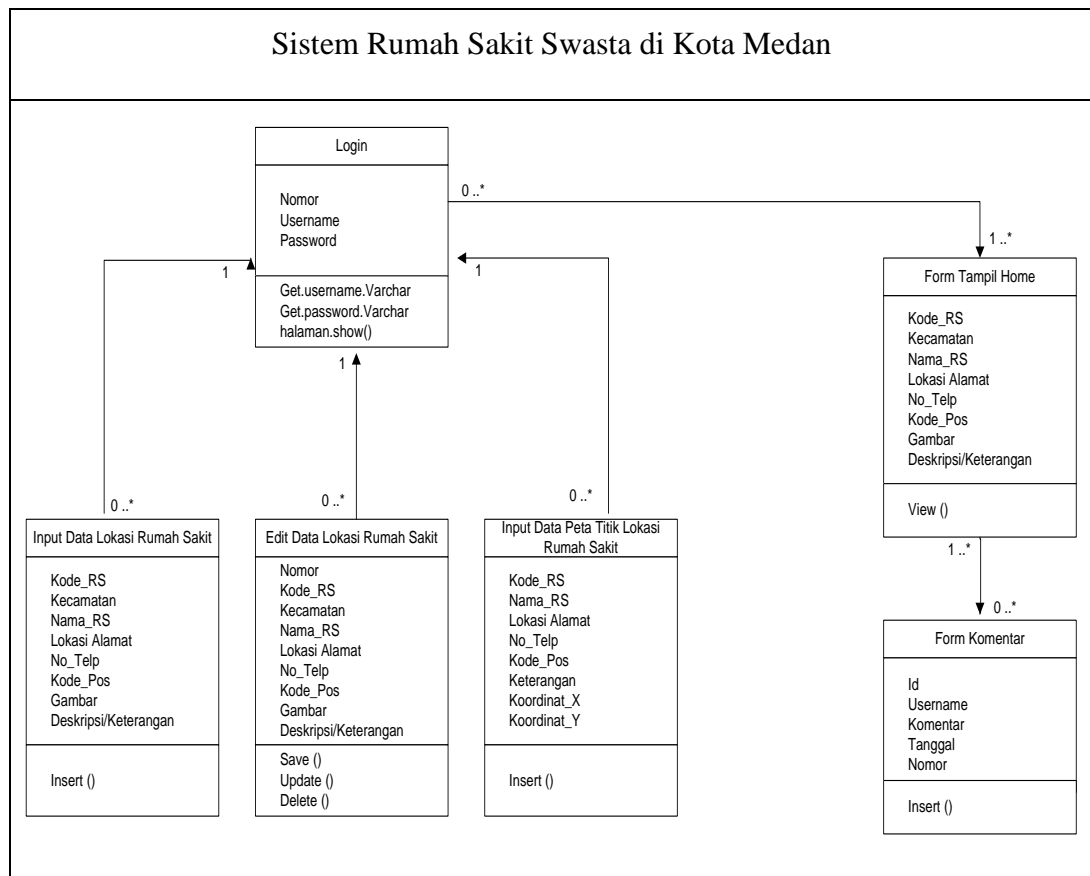 Sistem Rumah Sakit Swasta di Kota Medan
Login
Nomor
Username
Password
Get.username.Varchar
Get.password.Varchar
halaman.show()
0 ..*
1 ..*
1
1
1
Form Tampil Home
Kode_RS
Kecamatan
Nama_RS
Lokasi Alamat
No_Telp
Kode_Pos
Gambar
Deskripsi/Keterangan
View ()
0 ..*
Input Data Lokasi Rumah Sakit
Kode_RS
Kecamatan
Nama_RS
Lokasi Alamat
No_Telp
Kode_Pos
Gambar
Deskripsi/Keterangan
Insert ()
0 ..*
Edit Data Lokasi Rumah Sakit
Nomor
Kode_RS
Kecamatan
Nama_RS
Lokasi Alamat
No_Telp
Kode_Pos
Gambar
Deskripsi/Keterangan
Save ()
Update ()
Delete ()
0 ..*
Input Data Peta Titik Lokasi
Rumah Sakit
Kode_RS
Nama_RS
Lokasi Alamat
No_Telp
Kode_Pos
Keterangan
Koordinat_X
Koordinat_Y
Insert ()
1 ..*
0 ..*
Form Komentar
Id
Username
Komentar
Tanggal
Nomor
Insert ()